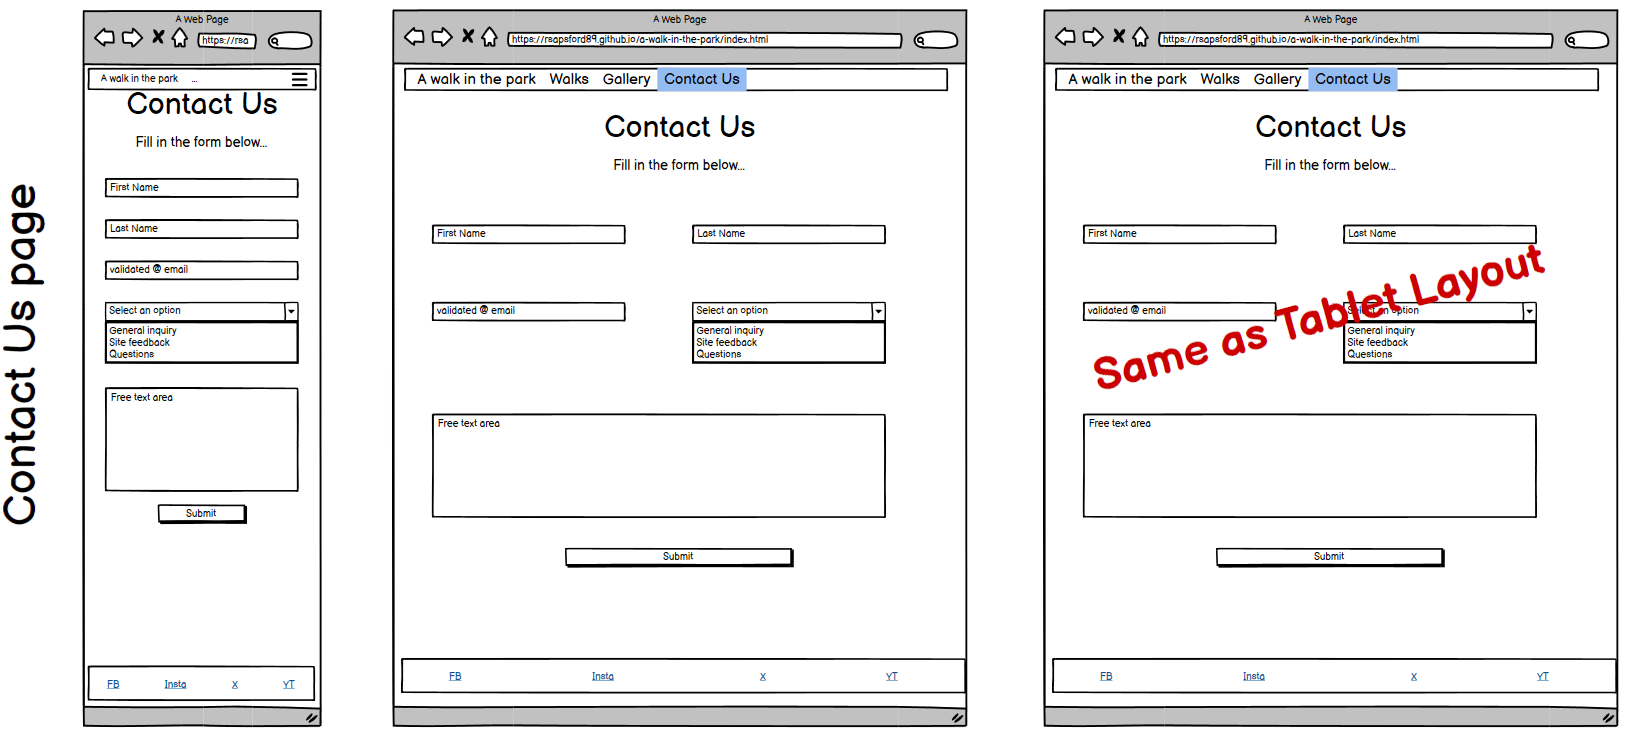 Contact Us page
A Web Page
https://rsa
A walk in the park ...
Contact Us
Fill in the form below...
First Name
Last Name
validated @ email
Select an option
General inquiry
Site feedback
Questions
Free text area
Submit
FB Insta X YT
A Web Page
https://rsapsford89.github.io/a-walk-in-the-park/index.html
A walk in the park Walks Gallery Contact Us
Contact Us
Fill in the form below...
First Name Last Name
validated @ email Select an option
General inquiry
Site feedback
Questions
Free text area
Submit
FB Insta X YT
A Web Page
https://rsapsford89.github.io/a-walk-in-the-park/index.html
A walk in the park Walks Gallery Contact Us
Contact Us
Fill in the form below...
First Name Last Name
Same as Tablet Layout
validated @ email Select an option
General inquiry
Site feedback
Questions
Free text area
Submit
FB Insta X YT